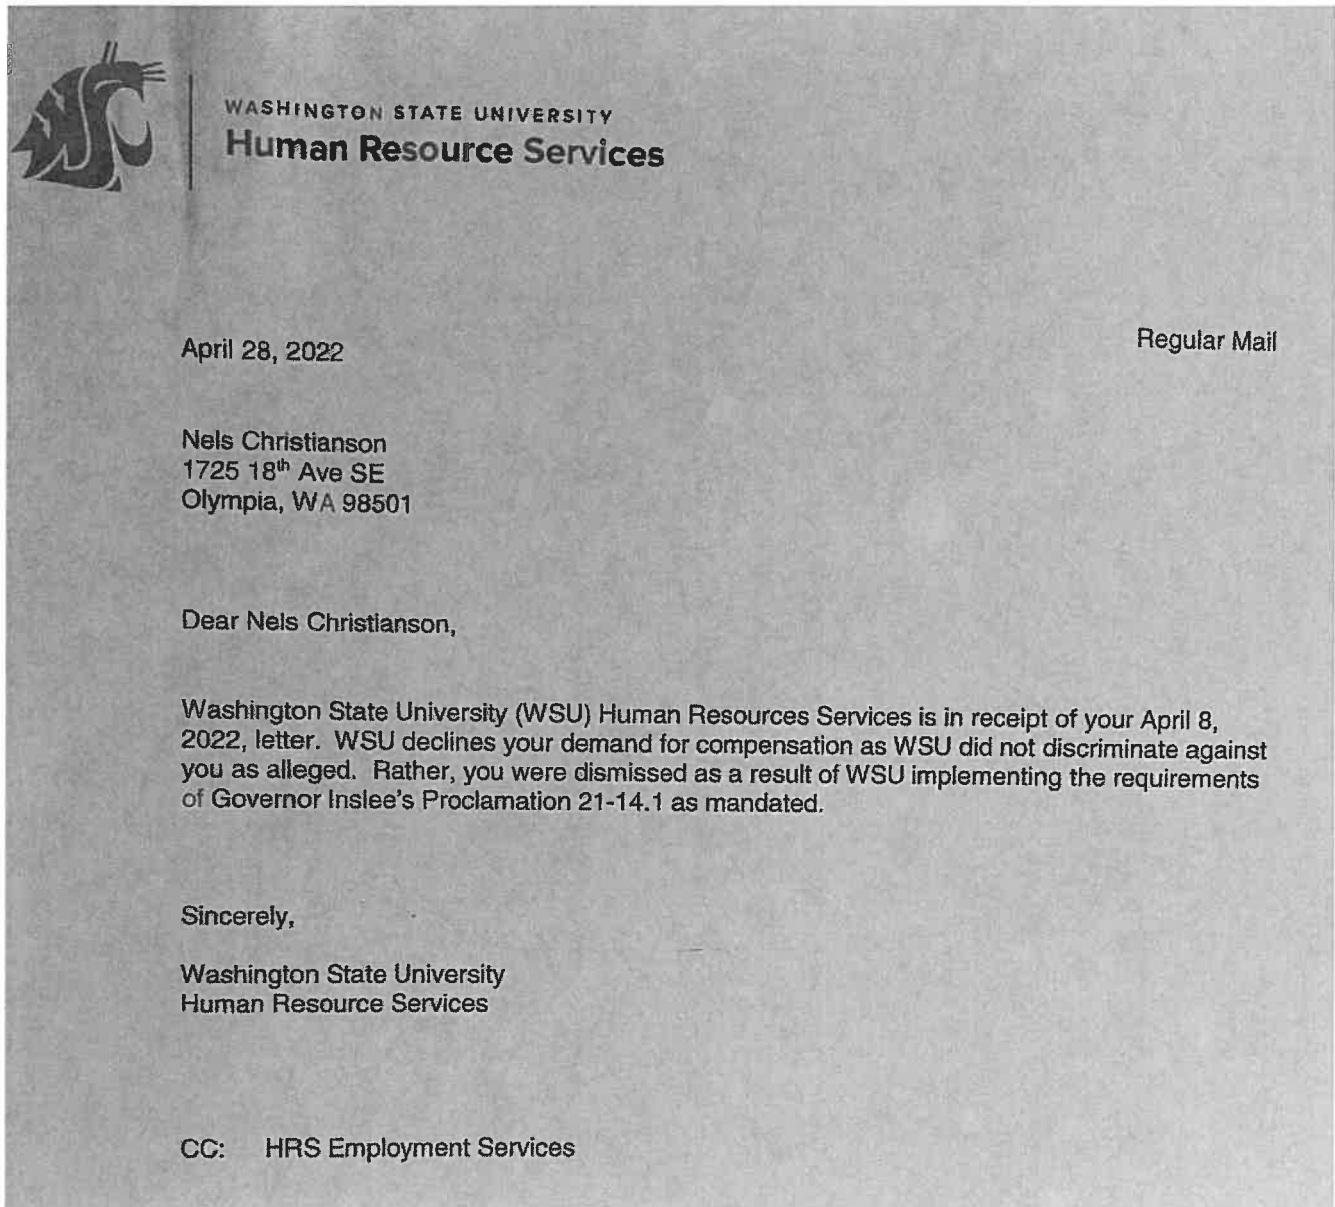 WASHINGTON STATE UNIVERSITY
Human Resource Services
April 28, 2022
Regular Mail
Nels Christianson
1725 18th Ave SE
Olympia, WA 98501
Dear Nels Christianson,
Washington State University (WSU) Human Resources Services is in receipt of your April 8,
2022, letter. WSU declines your demand for compensation as WSU did not discriminate against
you as alleged. Rather, you were dismissed as a result of WSU implementing the requirements
of Governor Inslee's Proclamation 21-14.1 as mandated.
Sincerely,
Washington State University
Human Resource Services
CC: HRS Employment Services